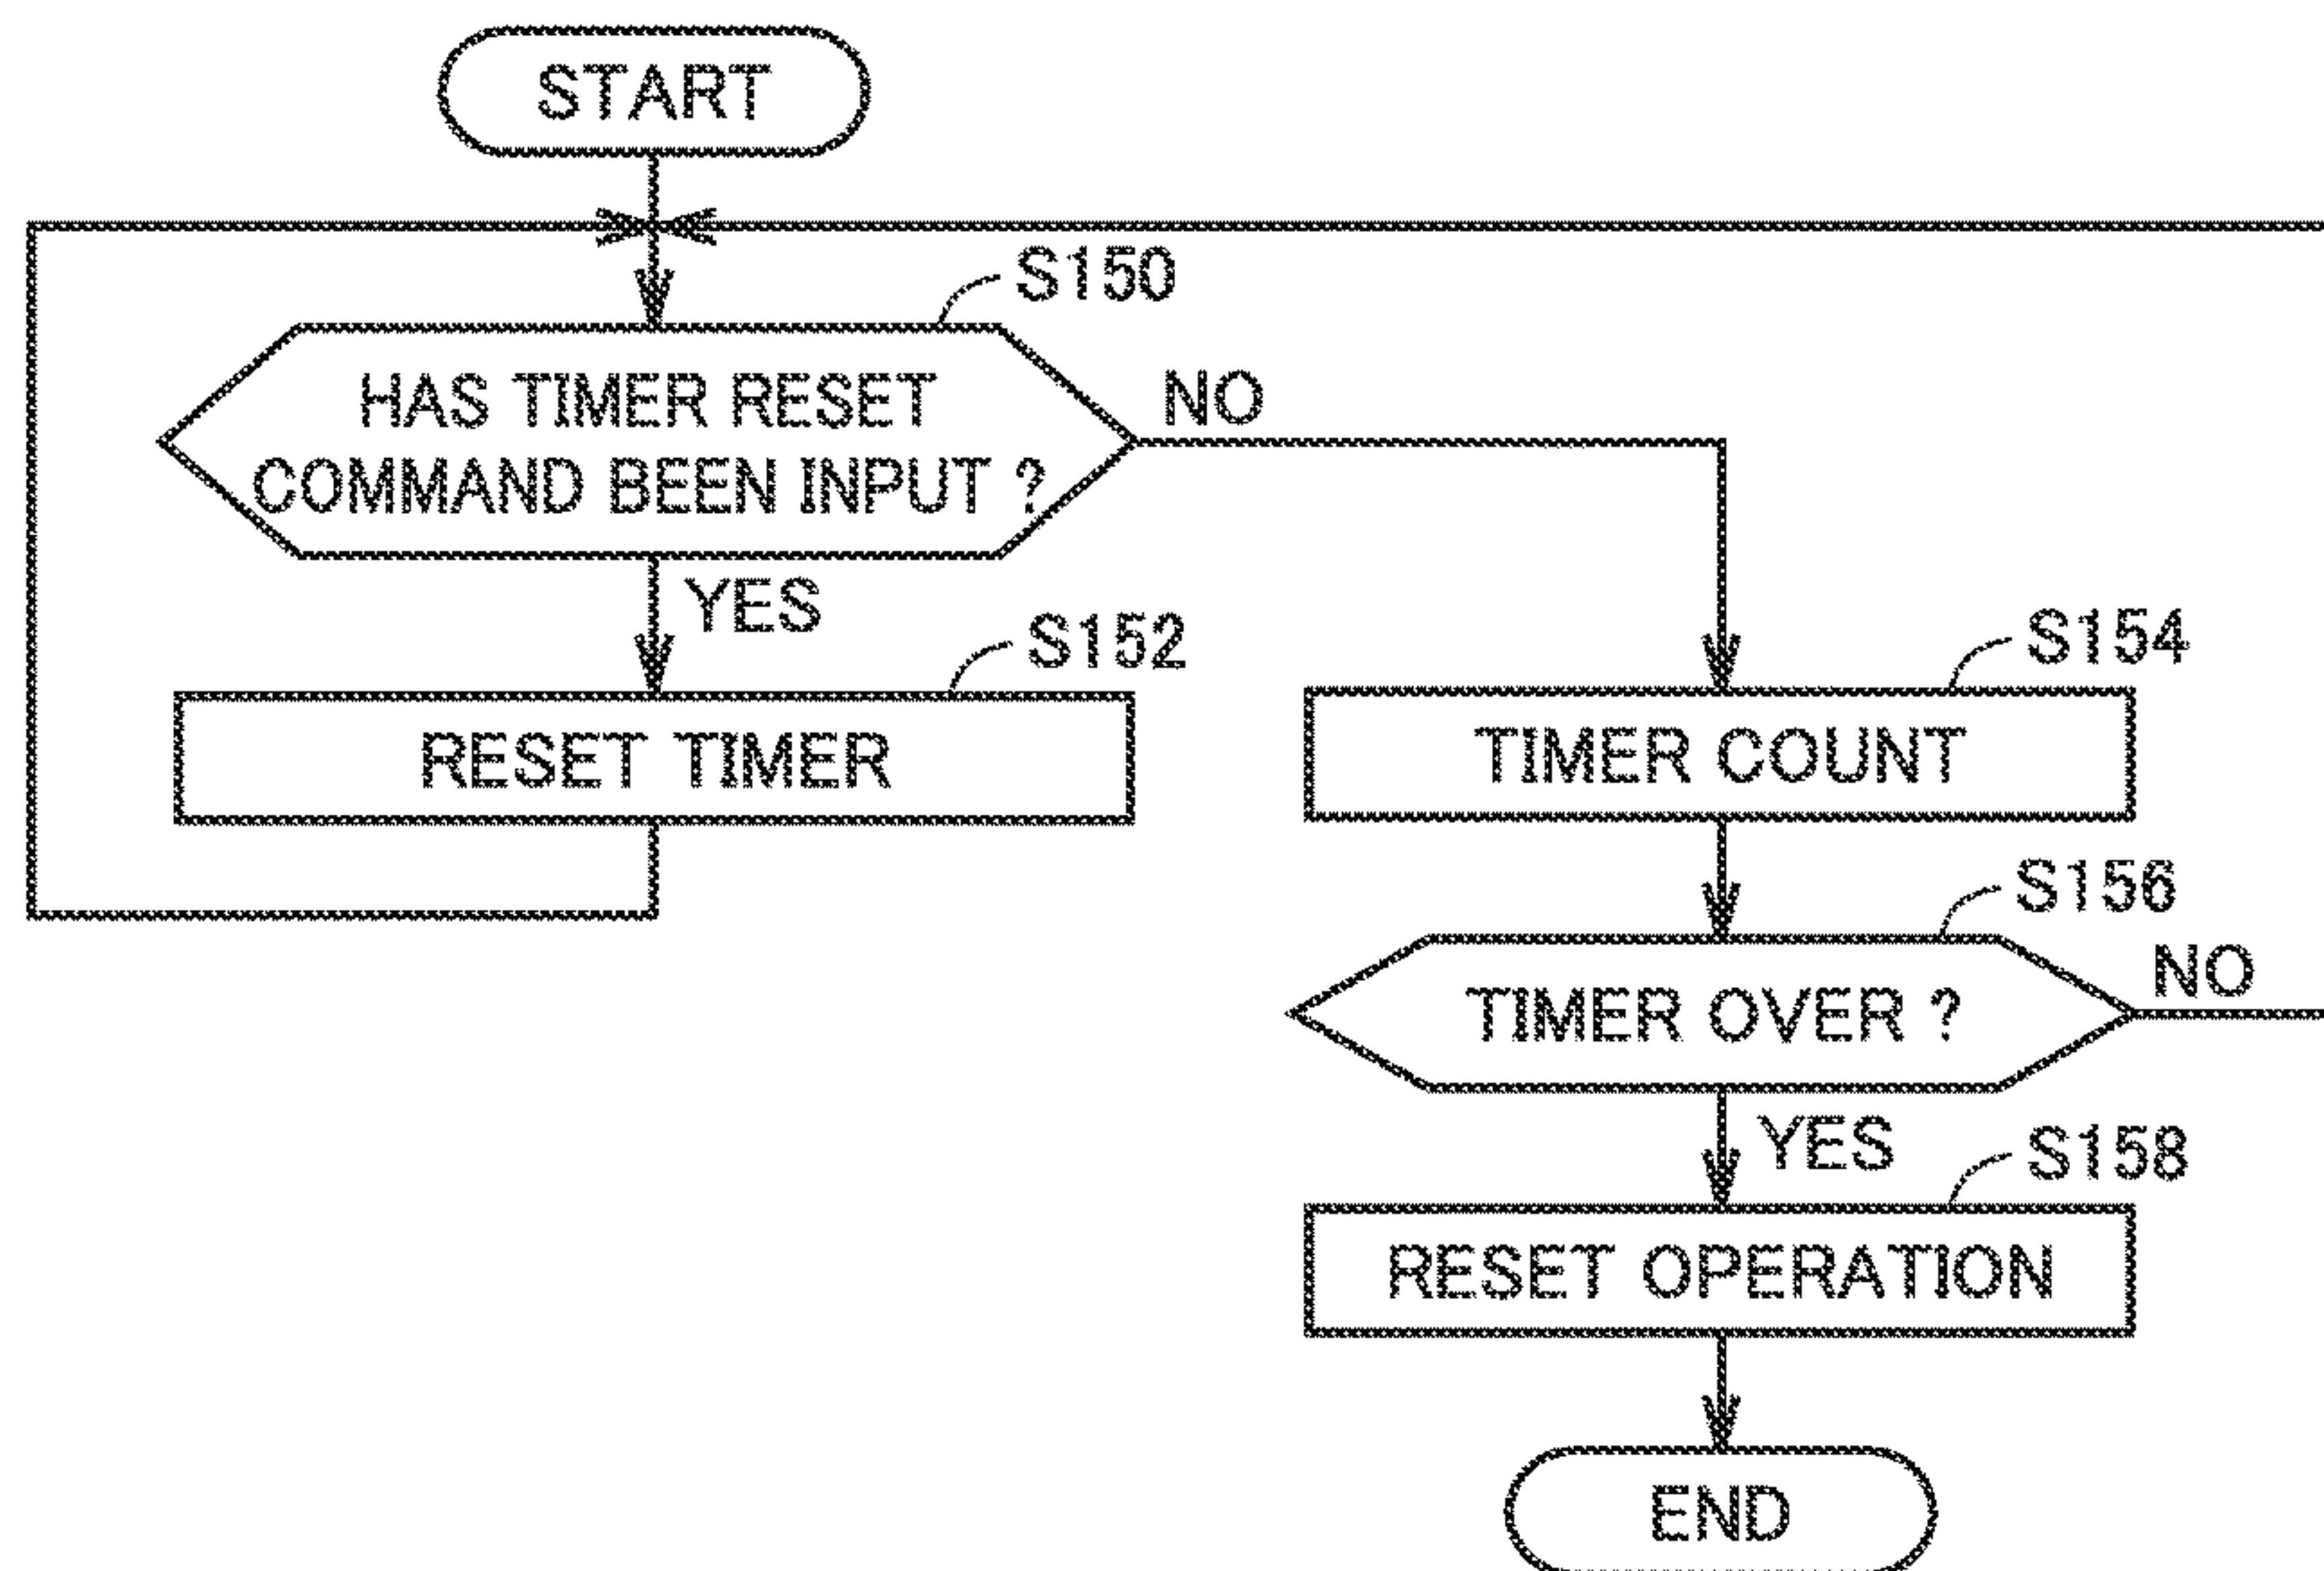 START
S150
HAS TIMER RESET
COMMAND BEEN INPUT ?
NO
YES
S152
RESET TIMER
S154
TIMER COUNT
S156
TIMER OVER ?
NO
YES
S158
RESET OPERATION
END